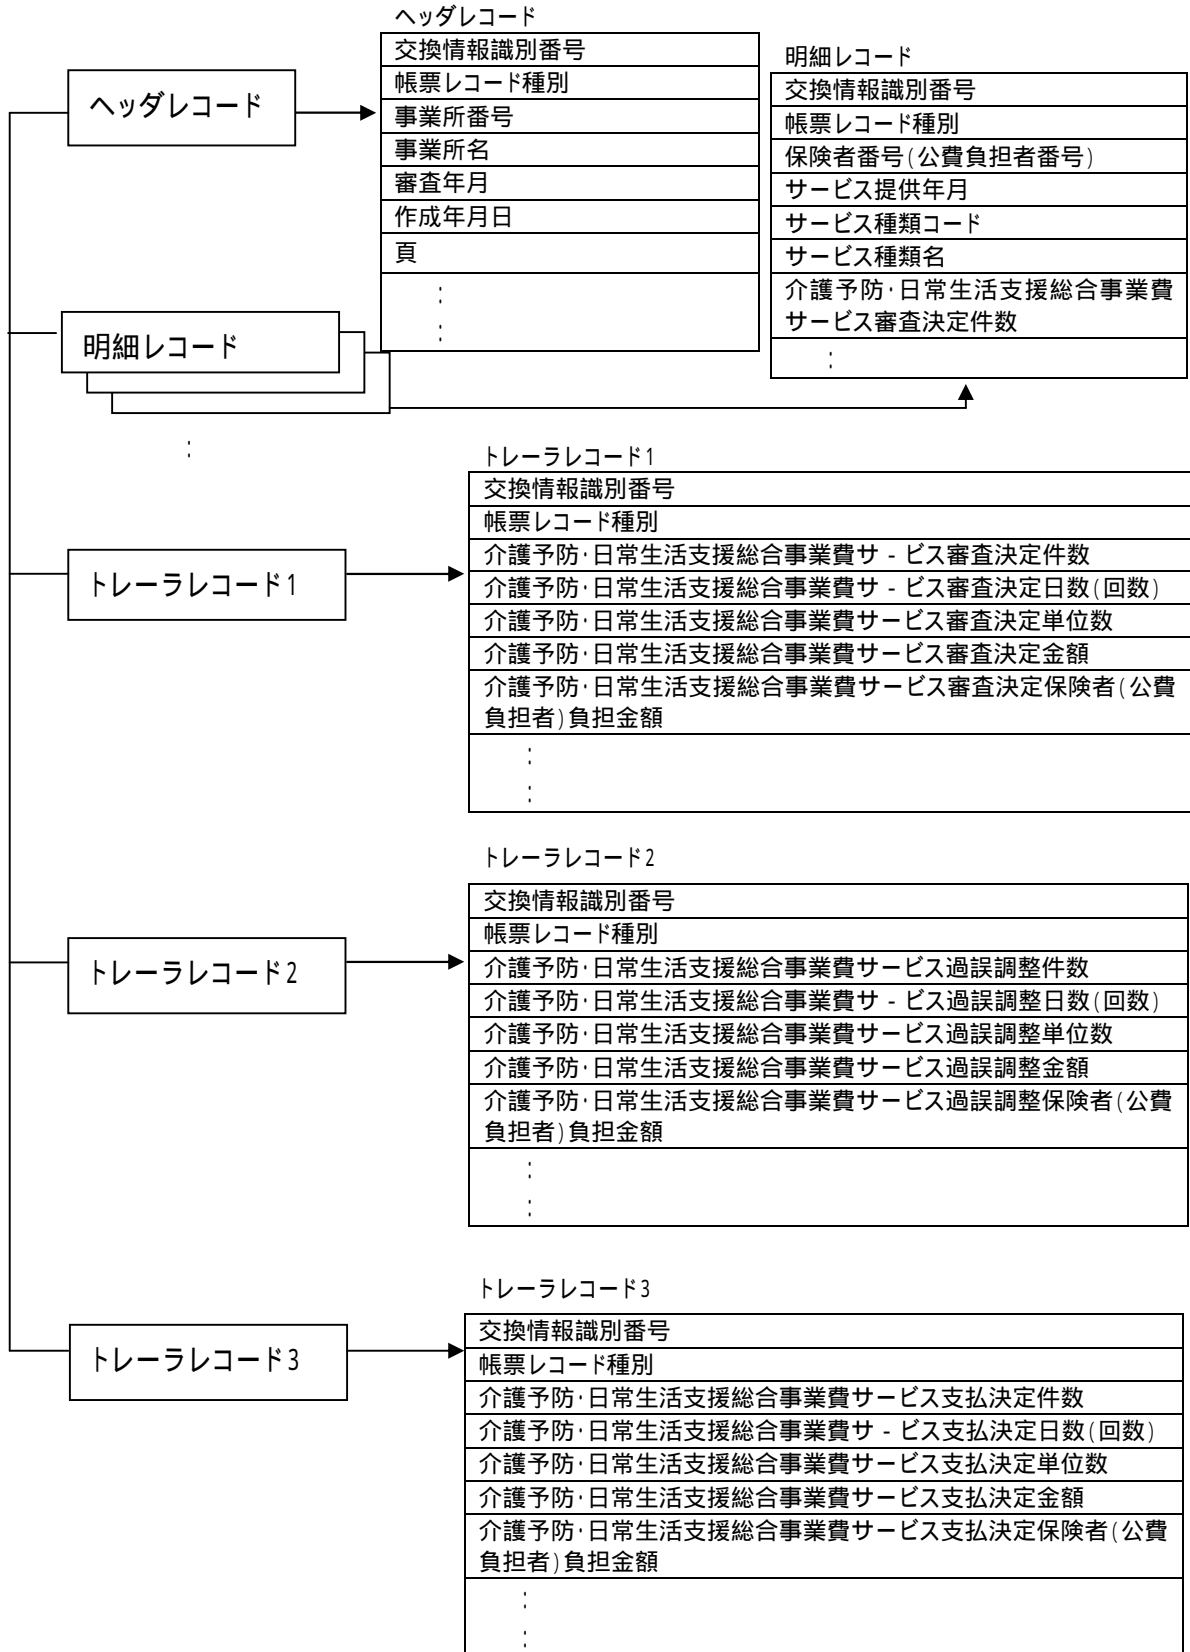 ヘッダレコード
ヘッダレコード
交換情報識別番号
帳票レコード種別
事業所番号
事業所名
審査年月
作成年月日
頁
:
:
明細レコード
明細レコード
交換情報識別番号
帳票レコード種別
保険者番号(公費負担者番号)
サービス提供年月
サービス種類コード
サービス種類名
介護予防・日常生活支援総合事業費
サービス審査決定件数
:
:
トレーラレコード1
トレーラレコード1
交換情報識別番号
帳票レコード種別
介護予防・日常生活支援総合事業費サ-ビス審査決定件数
介護予防・日常生活支援総合事業費サ-ビス審査決定日数(回数)
介護予防・日常生活支援総合事業費サービス審査決定単位数
介護予防・日常生活支援総合事業費サービス審査決定金額
介護予防・日常生活支援総合事業費サービス審査決定保険者(公費
負担者)負担金額
:
:
トレーラレコード2
トレーラレコード2
交換情報識別番号
帳票レコード種別
介護予防・日常生活支援総合事業費サービス過誤調整件数
介護予防・日常生活支援総合事業費サ-ビス過誤調整日数(回数)
介護予防・日常生活支援総合事業費サービス過誤調整単位数
介護予防・日常生活支援総合事業費サービス過誤調整金額
介護予防・日常生活支援総合事業費サービス過誤調整保険者(公費
負担者)負担金額
:
:
トレーラレコード3
トレーラレコード3
交換情報識別番号
帳票レコード種別
介護予防・日常生活支援総合事業費サービス支払決定件数
介護予防・日常生活支援総合事業費サ-ビス支払決定日数(回数)
介護予防・日常生活支援総合事業費サービス支払決定単位数
介護予防・日常生活支援総合事業費サービス支払決定金額
介護予防・日常生活支援総合事業費サービス支払決定保険者(公費
負担者)負担金額
:
: